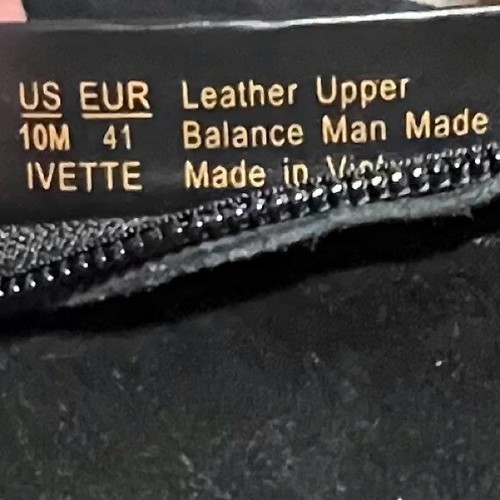 US EUR Leather Upper
10M 41 Balance Man Made
IVETTE Made in